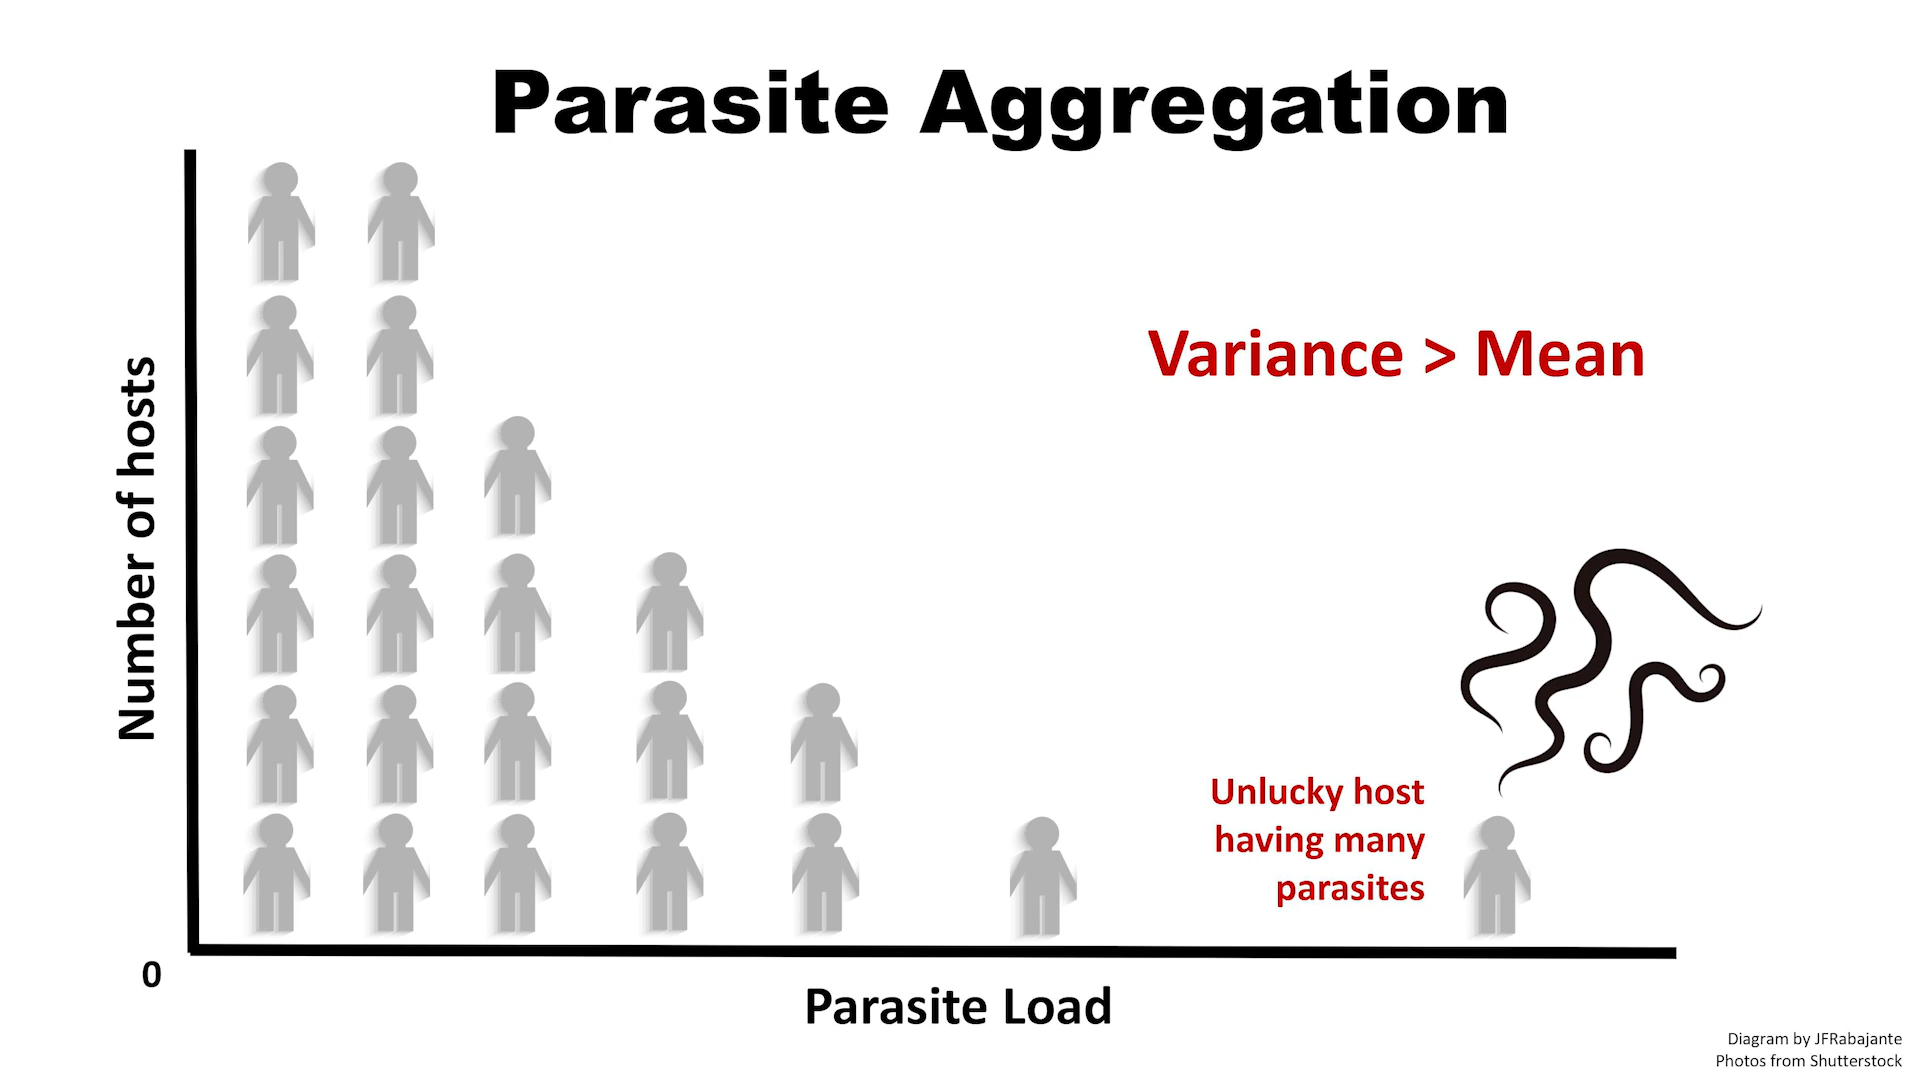 Parasite Aggregation
Number of hosts
Variance > Mean
Unlucky host
having many
parasites
0
Parasite Load
Diagram by JFRabajante
Photos from Shutterstock